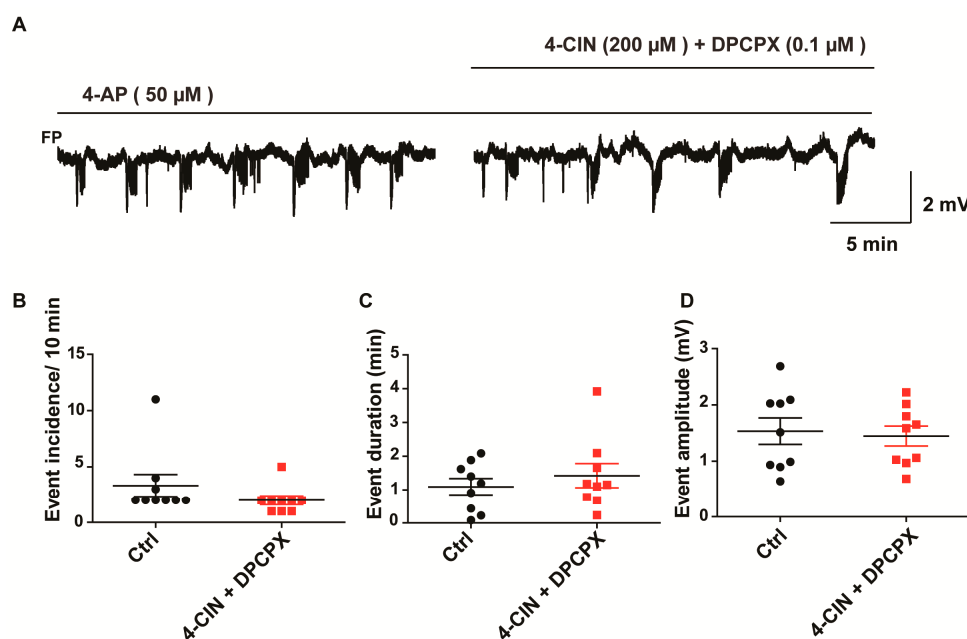 A
4-CIN (200 µM ) + DPCPX (0.1 µM )
4-AP ( 50 µM )
FP
2 mV
5 min
B
Event incidence/ 10 min
15
10
5
0
Ctrl
4-CIN + DPCPX
C
Event duration (min)
5
4
3
2
1
0
Ctrl
4-CIN + DPCPX
D
Event amplitude (mV)
3
2
1
0
Ctrl
4-CIN + DPCPX